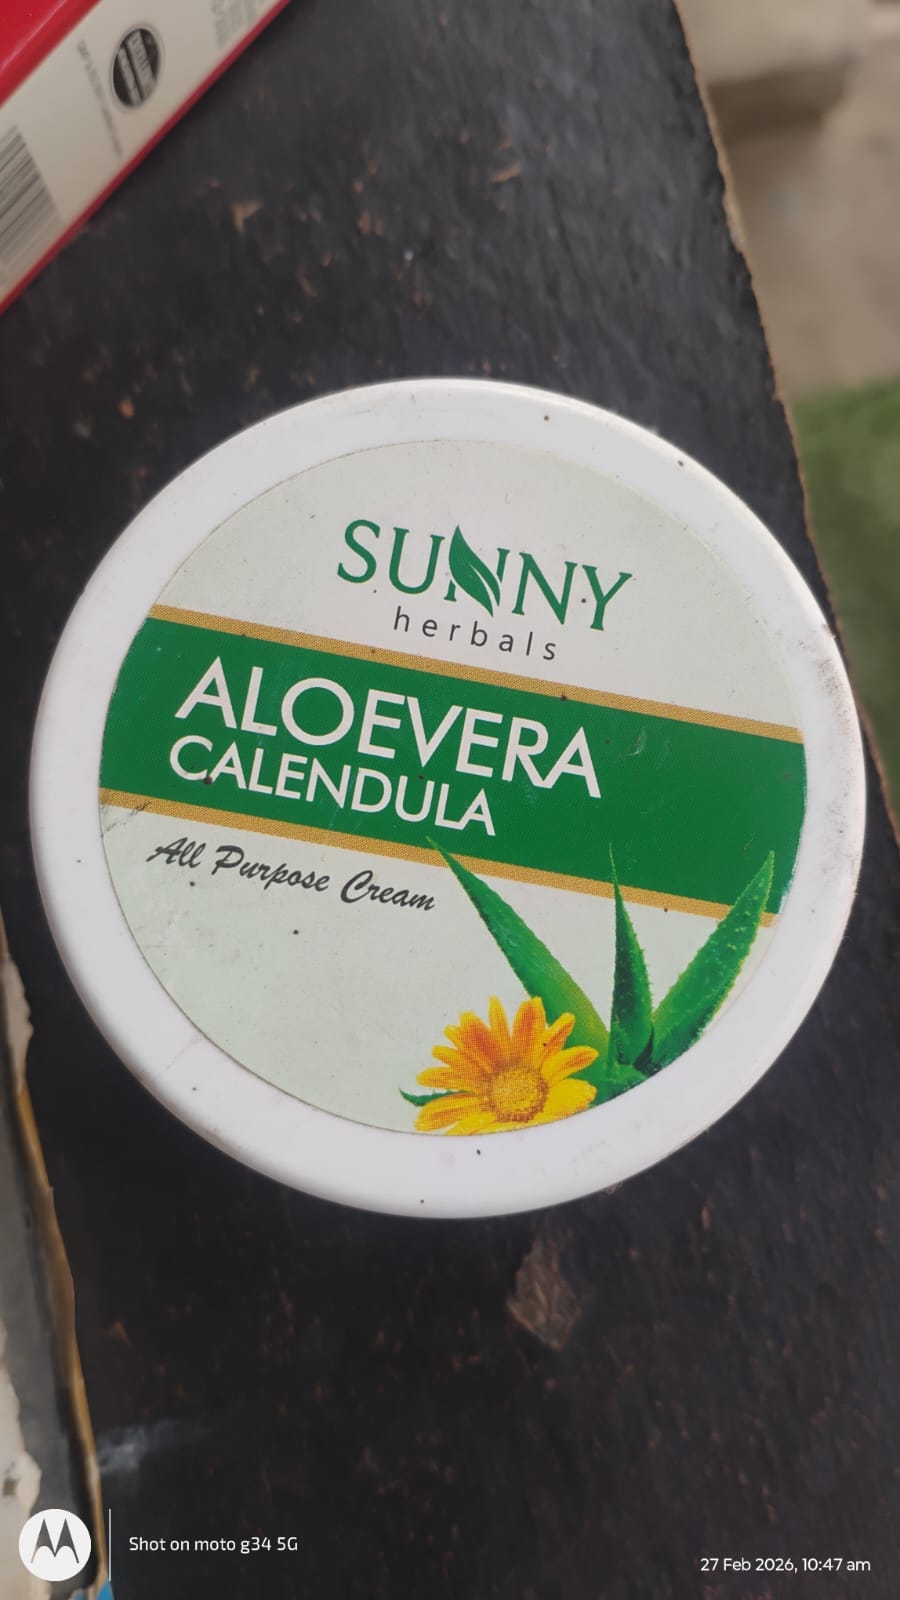 SUNNY
herbals
ALOEVERA
CALENDULA
All Purpose Cream
Shot on moto g34 5G
27 Feb 2026, 10:47 am